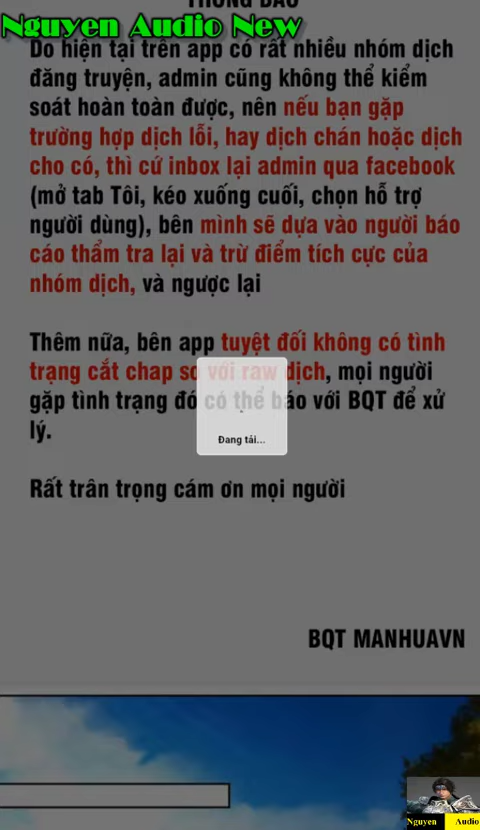 THÔNG BÁO
Nguyen Audio New
Do hiện tại trên app có rất nhiều nhóm dịch
đăng truyện, admin cũng không thể kiểm
soát hoàn toàn được, nên nếu bạn gặp
trường hợp dịch lỗi, hay dịch chán hoặc dịch
cho có, thì cứ inbox lại admin qua facebook
(mở tab Tôi, kéo xuống cuối, chọn hỗ trợ
người dùng), bên mình sẽ dựa vào người báo
cáo thẩm tra lại và trừ điểm tích cực của
nhóm dịch, và ngược lại
Thêm nữa, bên app tuyệt đối không có tình
trạng cắt chap so với raw dịch, mọi người
gặp tình trạng đó có thể báo với BQT để xử
lý.
Đang tải...
Rất trân trọng cám ơn mọi người
BQT MANHUAVN
Nguyen Audio